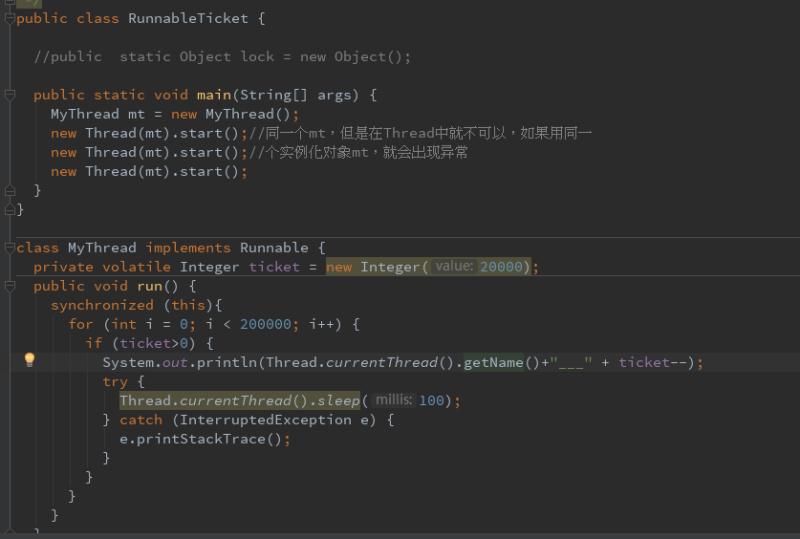 */
public class RunnableTicket {
//public  static Object lock = new Object();
public static void main(String[] args) {
MyThread mt = new MyThread();
new Thread(mt).start();//同一个mt，但是在Thread中就不可以，如果用同一
new Thread(mt).start();//个实例化对象mt，就会出现异常
new Thread(mt).start();
}
}
class MyThread implements Runnable {
private volatile Integer ticket = new Integer( value: 20000);
public void run() {
synchronized (this){
for (int i = 0; i < 200000; i++) {
if (ticket>0) {
System.out.println(Thread.currentThread().getName()+"___" + ticket--);
try {
Thread.currentThread().sleep( millis: 100);
} catch (InterruptedException e) {
e.printStackTrace();
}
}
}
}